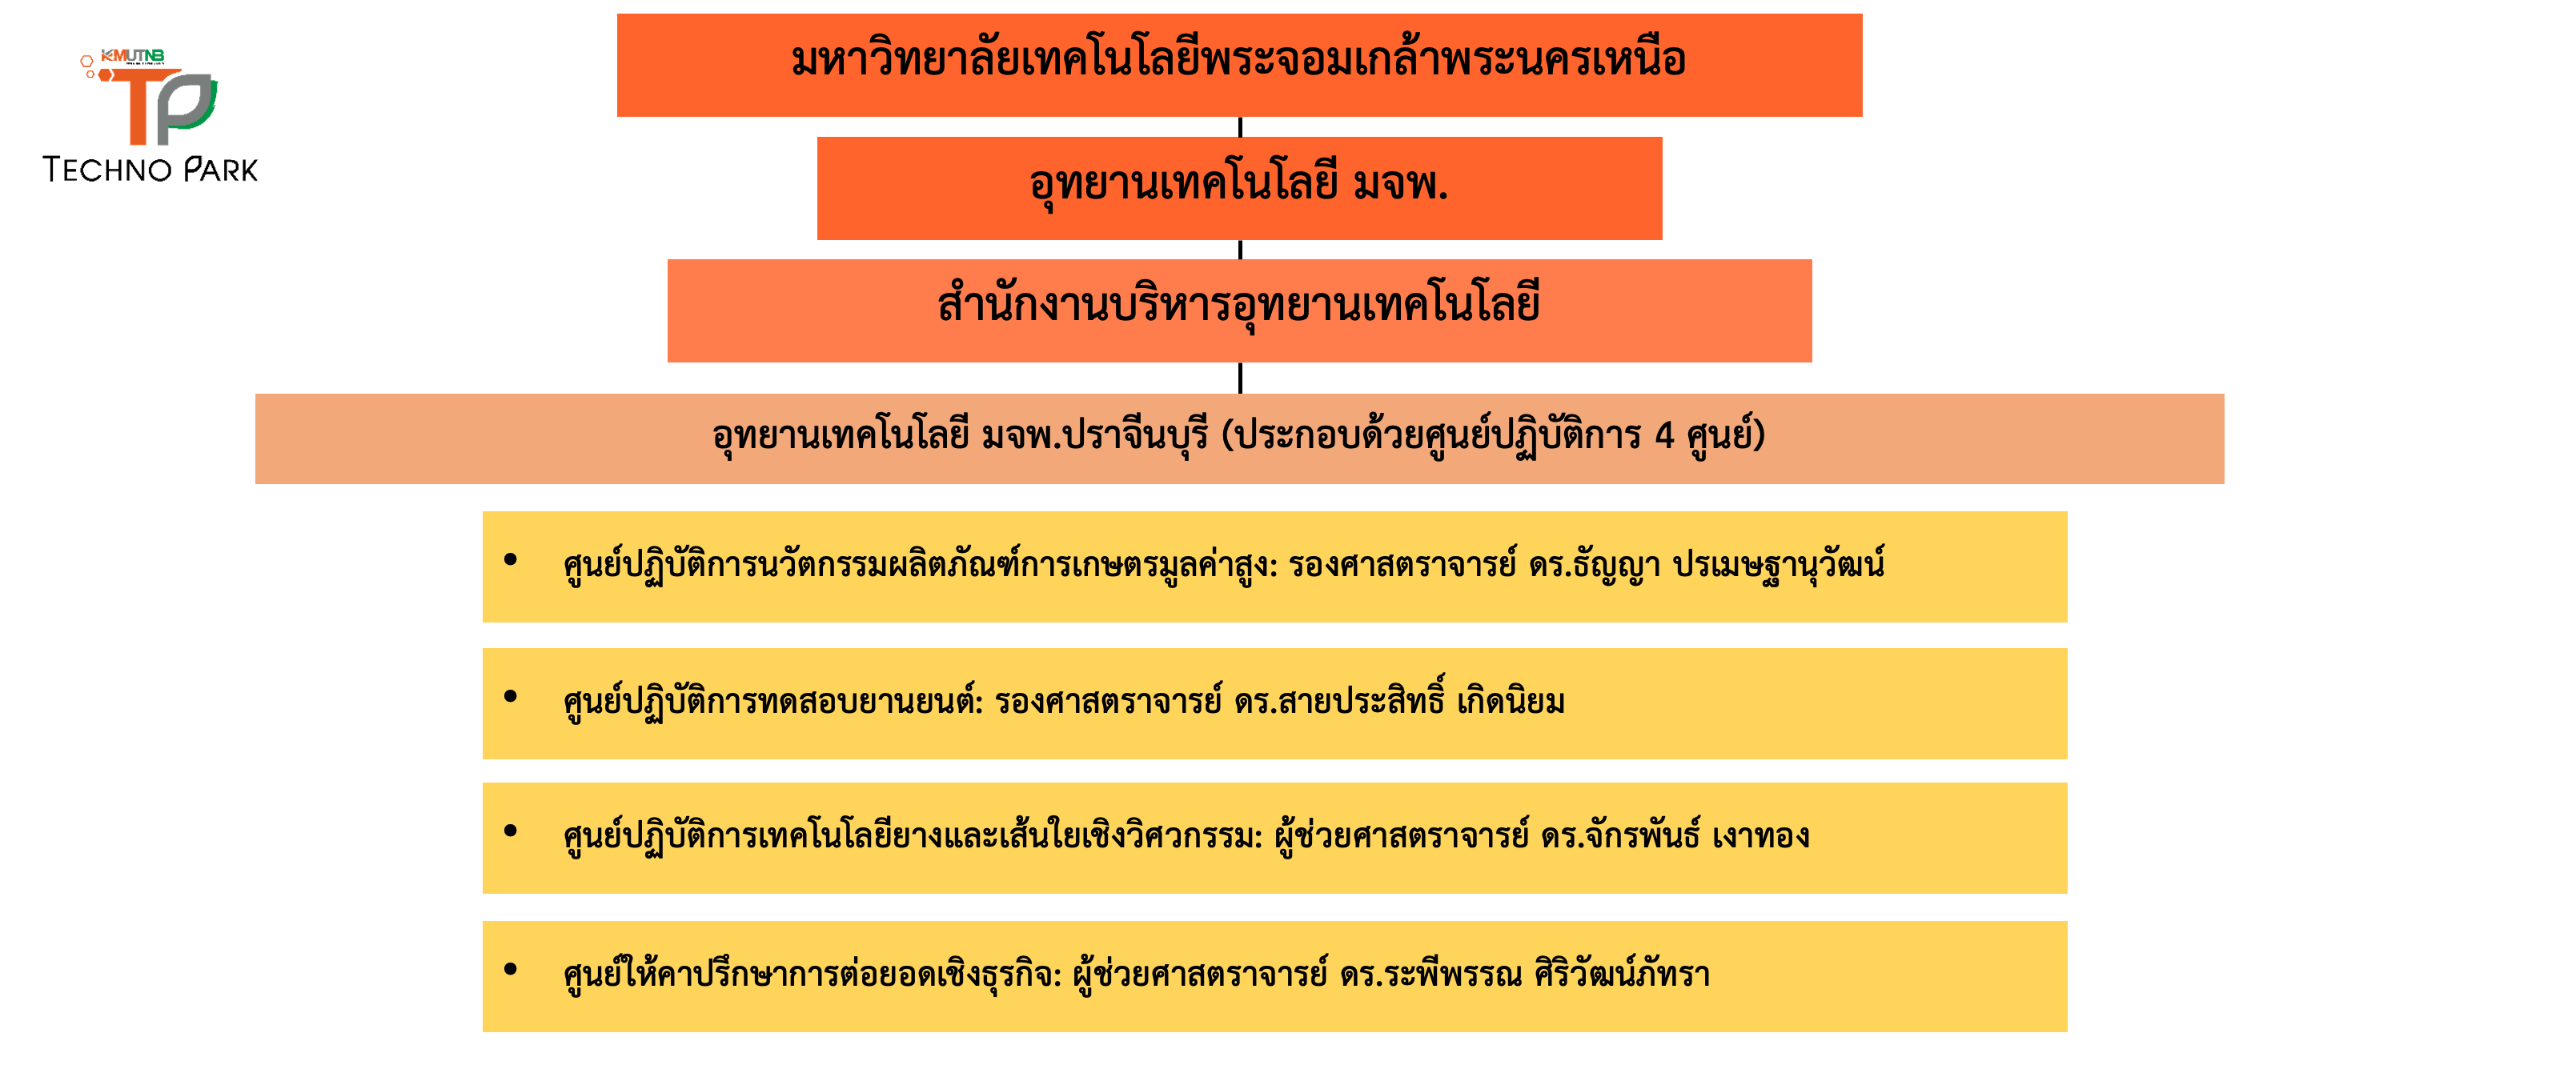 KMUTNB
TECHNO PARK
มหาวิทยาลัยเทคโนโลยีพระจอมเกล้าพระนครเหนือ
อุทยานเทคโนโลยี มจพ.
สำนักงานบริหารอุทยานเทคโนโลยี
อุทยานเทคโนโลยี มจพ.ปราจีนบุรี (ประกอบด้วยศูนย์ปฏิบัติการ 4 ศูนย์)
• ศูนย์ปฏิบัติการนวัตกรรมผลิตภัณฑ์การเกษตรมูลค่าสูง: รองศาสตราจารย์ ดร.ธัญญา ปรเมษฐานุวัฒน์
• ศูนย์ปฏิบัติการทดสอบยานยนต์: รองศาสตราจารย์ ดร.สายประสิทธิ์ เกิดนิยม
• ศูนย์ปฏิบัติการเทคโนโลยียางและเส้นใยเชิงวิศวกรรม: ผู้ช่วยศาสตราจารย์ ดร.จักรพันธ์ เงาทอง
• ศูนย์ให้คาปรึกษาการต่อยอดเชิงธุรกิจ: ผู้ช่วยศาสตราจารย์ ดร.ระพีพรรณ ศิริวัฒน์ภัทรา